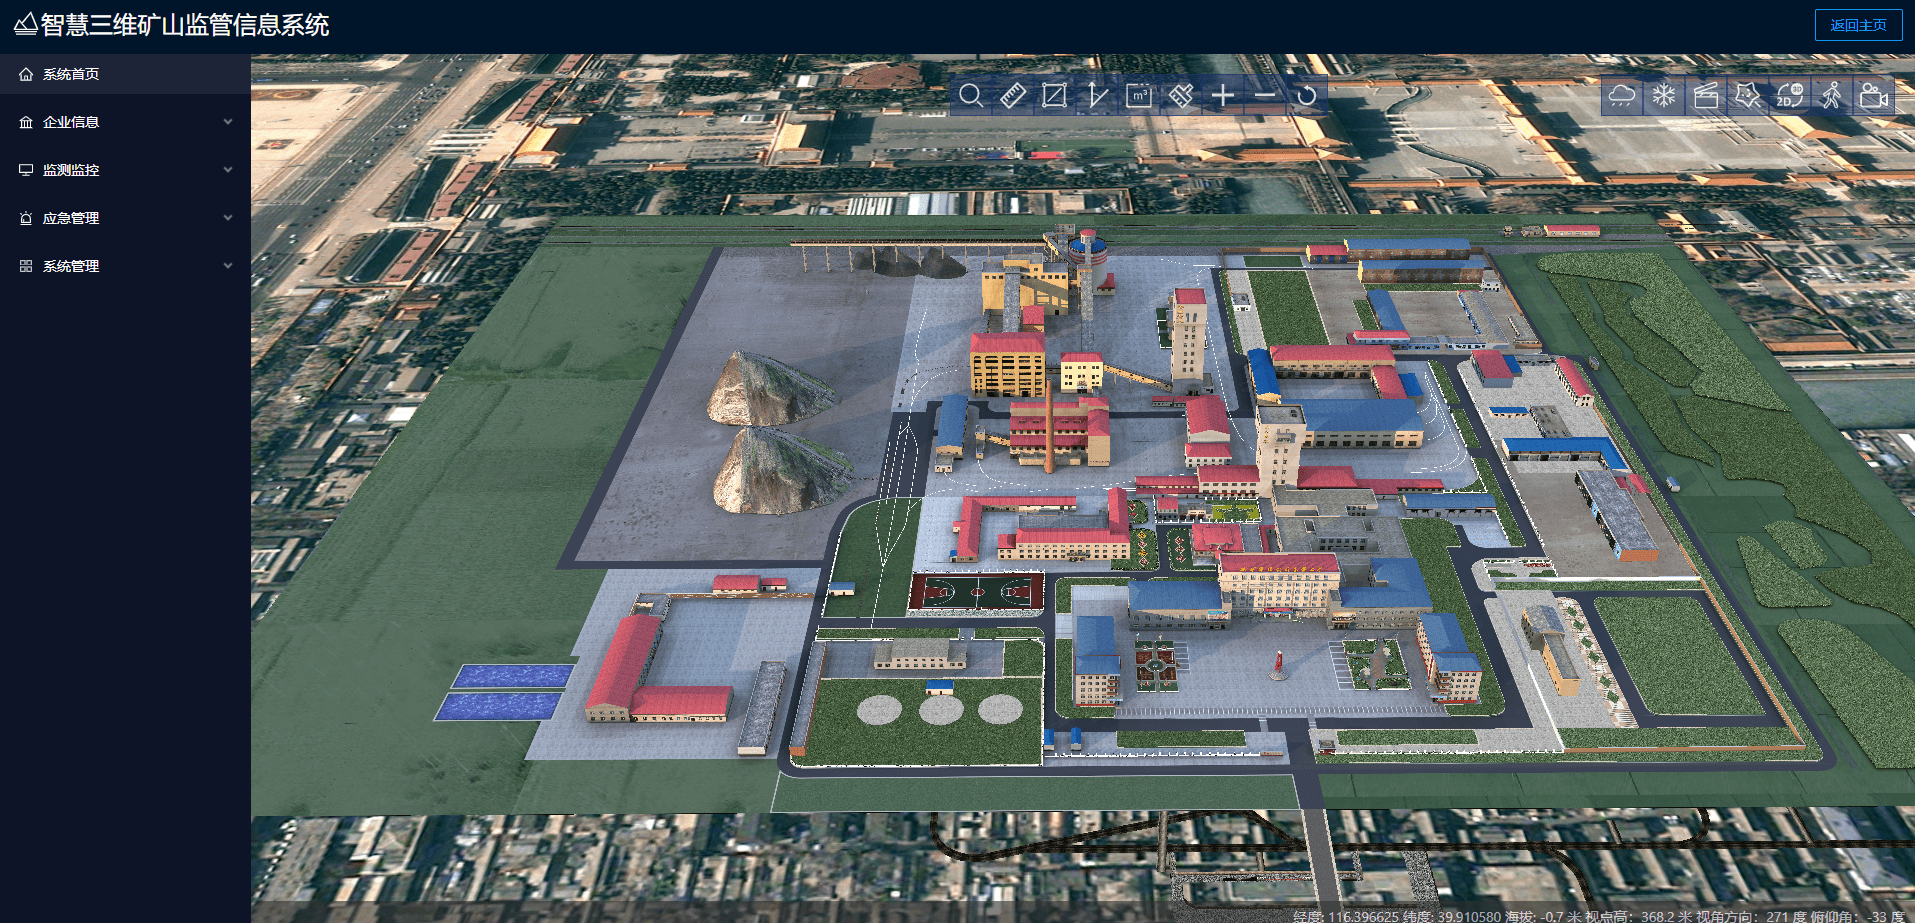 智慧三维矿山监管信息系统
返回主页
系统首页
企业信息
监测监控
应急管理
系统管理
m³
2D
3D
经度: 116.396625 纬度: 39.910580 海拔: -0.7 米 视点高: 368.2 米 视角方向: 271 度 俯仰角: -33 度